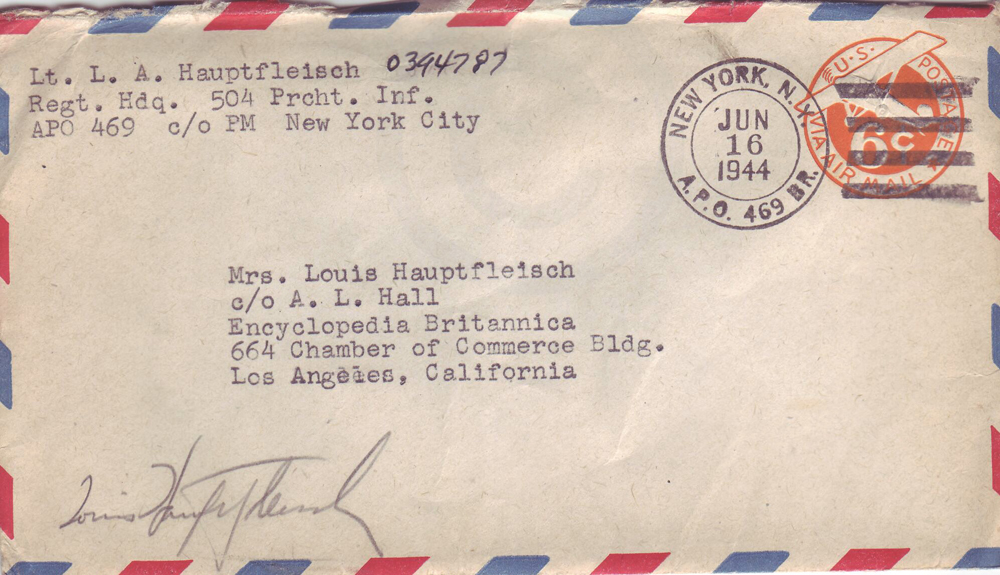 Lt. L. A. Hauptfleisch 0394787
Regt. Hdq. 504 Prcht. Inf.
APO 469 c/o PM New York City
NEW YORK, N.Y.
JUN
16
1944
A.P.O. 469 BR.
U.S. POSTAGE
6c
VIA AIR MAIL
Mrs. Louis Hauptfleisch
c/o A. L. Hall
Encyclopedia Britannica
664 Chamber of Commerce Bldg.
Los Angeles, California
Louis Hauptfleisch